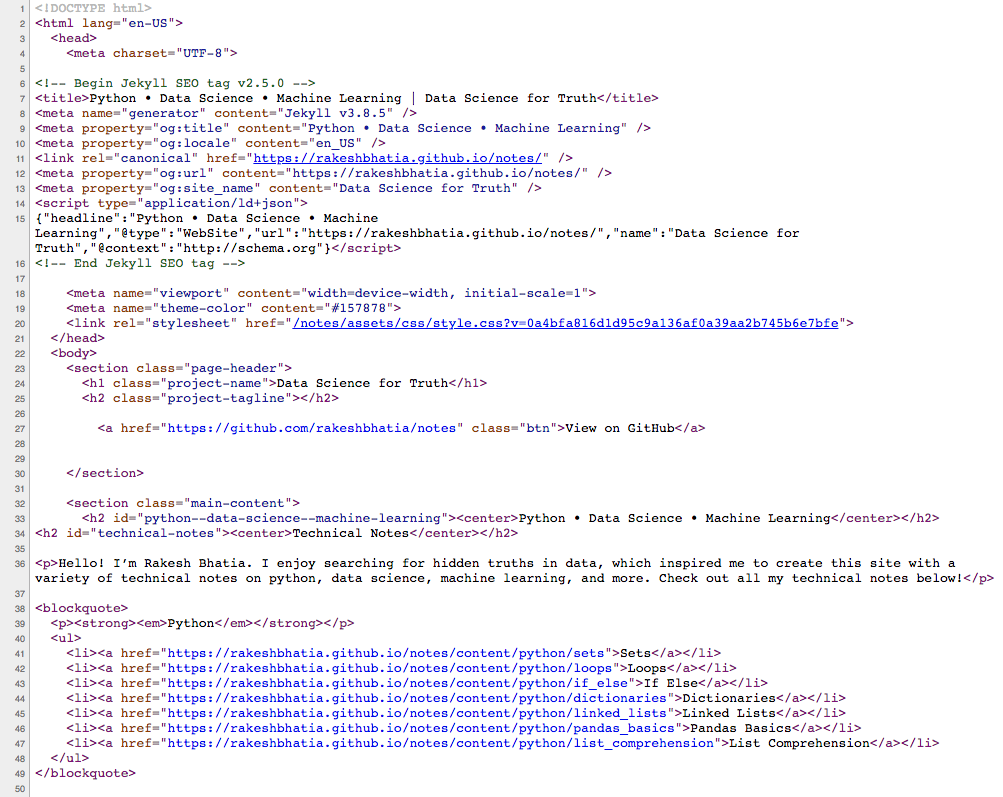 1 <!DOCTYPE html>
2 <html lang="en-US">
3 <head>
4 <meta charset="UTF-8">
5
6 <!-- Begin Jekyll SEO tag v2.5.0 -->
7 <title>Python • Data Science • Machine Learning | Data Science for Truth</title>
8 <meta name="generator" content="Jekyll v3.8.5" />
9 <meta property="og:title" content="Python • Data Science • Machine Learning" />
10 <meta property="og:locale" content="en_US" />
11 <link rel="canonical" href="https://rakeshbhatia.github.io/notes/" />
12 <meta property="og:url" content="https://rakeshbhatia.github.io/notes/" />
13 <meta property="og:site_name" content="Data Science for Truth" />
14 <script type="application/ld+json">
15 {"headline":"Python • Data Science • Machine
Learning","@type":"WebSite","url":"https://rakeshbhatia.github.io/notes/","name":"Data Science for
Truth","@context":"http://schema.org"}</script>
16 <!-- End Jekyll SEO tag -->
17
18 <meta name="viewport" content="width=device-width, initial-scale=1">
19 <meta name="theme-color" content="#157878">
20 <link rel="stylesheet" href="/notes/assets/css/style.css?v=0a4bfa816d1d95c9a136af0a39aa2b745b6e7bfe">
21 </head>
22 <body>
23 <section class="page-header">
24 <h1 class="project-name">Data Science for Truth</h1>
25 <h2 class="project-tagline"></h2>
26
27 <a href="https://github.com/rakeshbhatia/notes" class="btn">View on GitHub</a>
28
29
30 </section>
31
32 <section class="main-content">
33 <h2 id="python--data-science--machine-learning"><center>Python • Data Science • Machine Learning</center></h2>
34 <h2 id="technical-notes"><center>Technical Notes</center></h2>
35
36 <p>Hello! I’m Rakesh Bhatia. I enjoy searching for hidden truths in data, which inspired me to create this site with a
variety of technical notes on python, data science, machine learning, and more. Check out all my technical notes below!</p>
37
38 <blockquote>
39 <p><strong><em>Python</em></strong></p>
40 <ul>
41 <li><a href="https://rakeshbhatia.github.io/notes/content/python/sets">Sets</a></li>
42 <li><a href="https://rakeshbhatia.github.io/notes/content/python/loops">Loops</a></li>
43 <li><a href="https://rakeshbhatia.github.io/notes/content/python/if_else">If Else</a></li>
44 <li><a href="https://rakeshbhatia.github.io/notes/content/python/dictionaries">Dictionaries</a></li>
45 <li><a href="https://rakeshbhatia.github.io/notes/content/python/linked_lists">Linked Lists</a></li>
46 <li><a href="https://rakeshbhatia.github.io/notes/content/python/pandas_basics">Pandas Basics</a></li>
47 <li><a href="https://rakeshbhatia.github.io/notes/content/python/list_comprehension">List Comprehension</a></li>
48 </ul>
49 </blockquote>
50